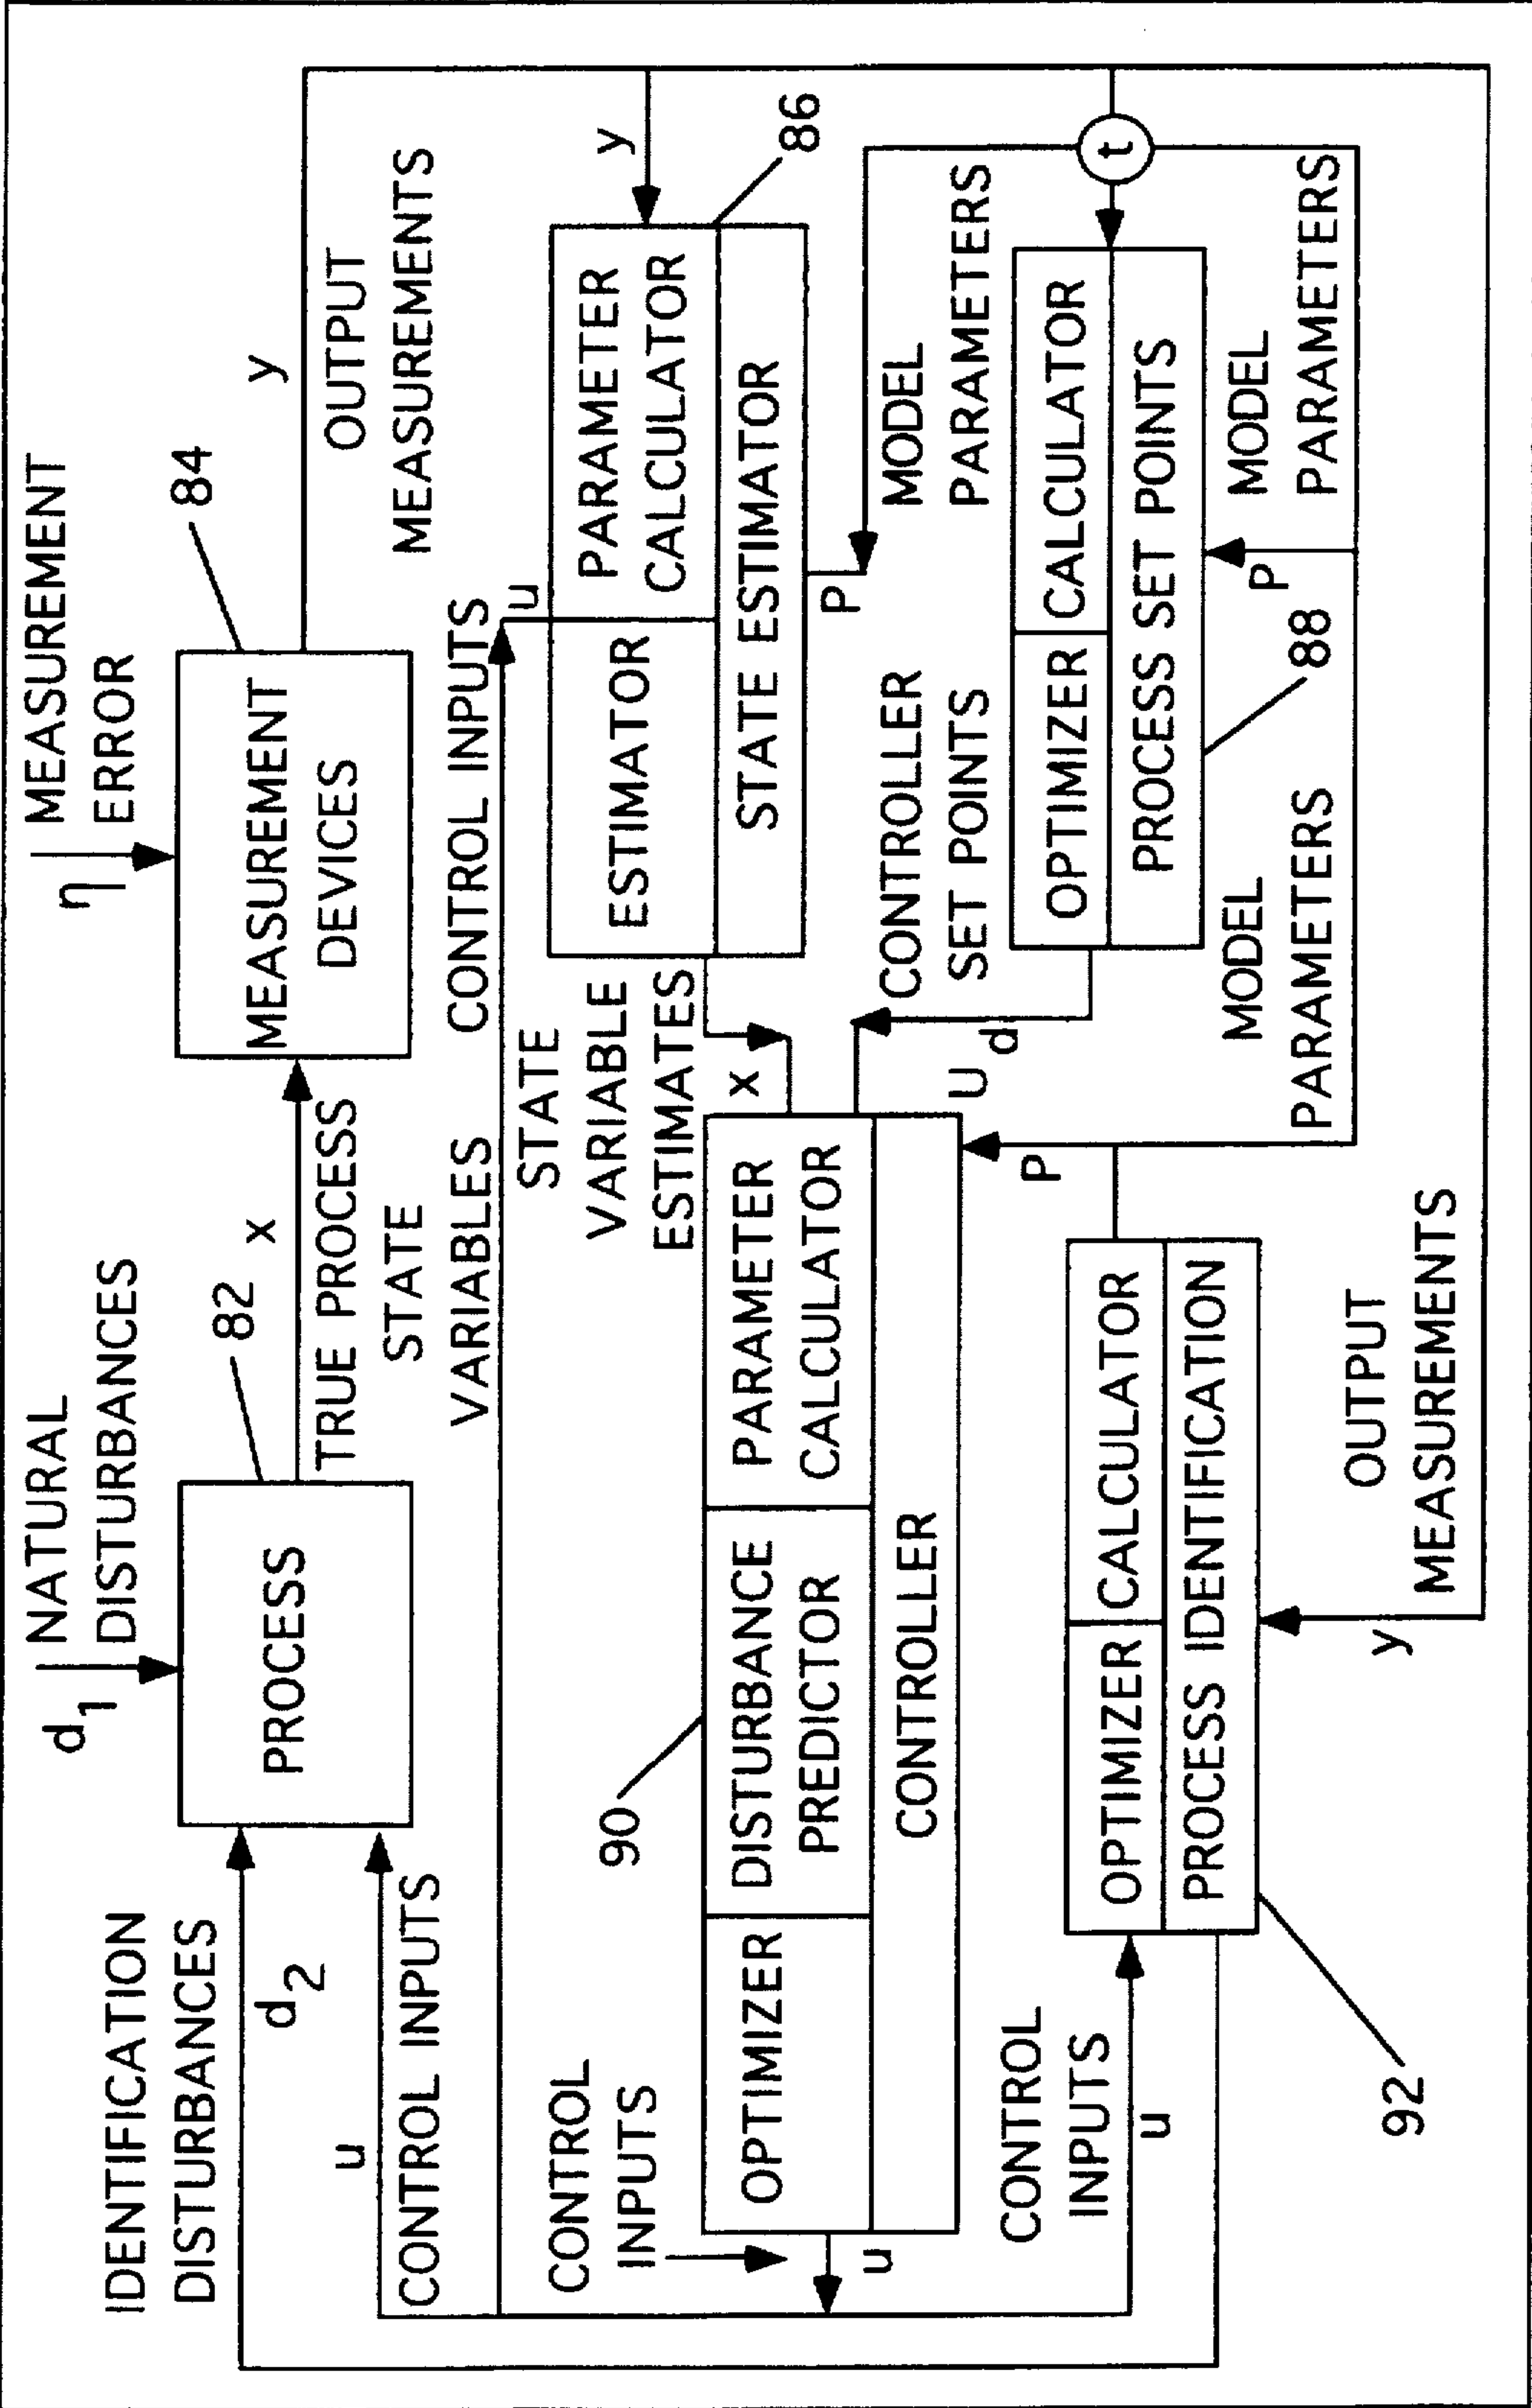 IDENTIFICATION
DISTURBANCES
d2
u
CONTROL INPUTS
NATURAL
DISTURBANCES
d1
PROCESS
82
x
TRUE PROCESS
STATE
VARIABLES
MEASUREMENT
ERROR
η
MEASUREMENT
DEVICES
84
y
OUTPUT
MEASUREMENTS
CONTROL INPUTS
u
ESTIMATOR
PARAMETER
CALCULATOR
STATE ESTIMATOR
y
86
STATE
VARIABLE
ESTIMATES
x
P
MODEL
PARAMETERS
t
CONTROL
INPUTS
u
90
OPTIMIZER
DISTURBANCE
PREDICTOR
PARAMETER
CALCULATOR
CONTROLLER
CONTROLLER
SET POINTS
U
d
OPTIMIZER
CALCULATOR
PROCESS SET POINTS
88
P
MODEL
PARAMETERS
P
MODEL
PARAMETERS
CONTROL
INPUTS
u
OPTIMIZER
CALCULATOR
PROCESS IDENTIFICATION
92
y
OUTPUT
MEASUREMENTS